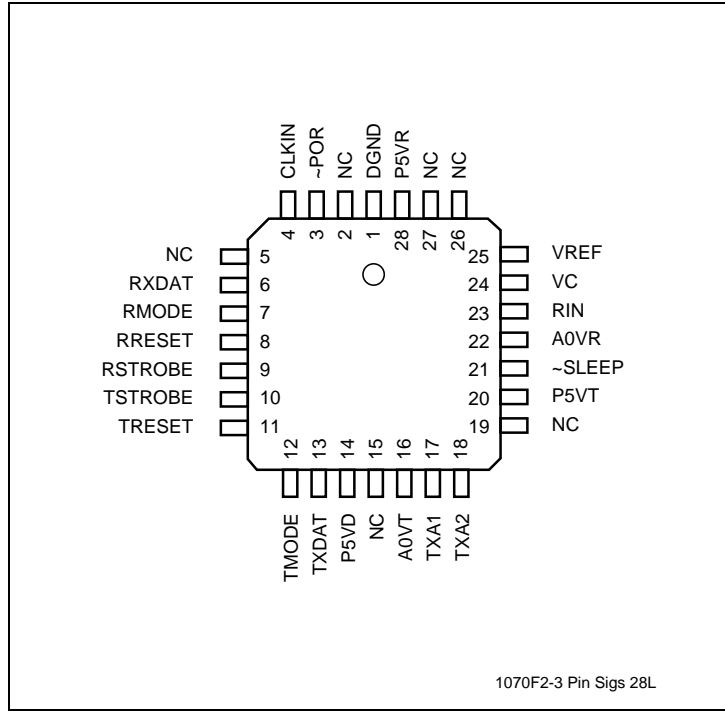 CLKIN
~POR
NC
DGND
P5VR
NC
NC
4
3
2
1
28
27
26
NC 5
RXDAT 6
RMODE 7
RRESET 8
RSTROBE 9
TSTROBE 10
TRESET 11
25 VREF
24 VC
23 RIN
22 A0VR
21 ~SLEEP
20 P5VT
19 NC
12
13
14
15
16
17
18
TMODE
TXDAT
P5VD
NC
A0VT
TXA1
TXA2
1070F2-3 Pin Sigs 28L